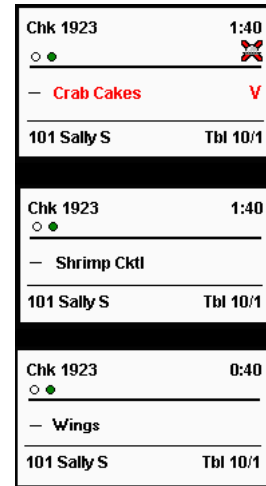 Chk 1923 1:40
— Crab Cakes V
101 Sally S Tbl 10/1
Chk 1923 1:40
— Shrimp Cktl
101 Sally S Tbl 10/1
Chk 1923 0:40
— Wings
101 Sally S Tbl 10/1